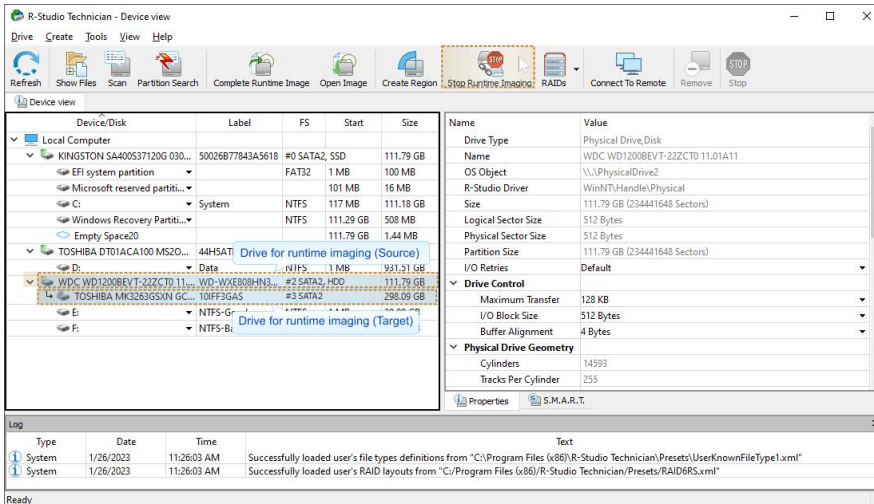 R-Studio Technician - Device view
Drive Create Tools View Help
Refresh Show Files Scan Partition Search Complete Runtime Image Open Image Create Region STOP Stop Runtime Imaging RAIDs Connect To Remote Remove STOP Stop
Device view
Device/Disk Label FS Start Size
Local Computer
KINGSTON SA400S37120G 030... 50026B77843A5618 #0 SATA2, SSD 111.79 GB
EFI system partition FAT32 1 MB 100 MB
Microsoft reserved partiti... 101 MB 16 MB
C: System NTFS 117 MB 111.18 GB
Windows Recovery Partiti... NTFS 111.29 GB 508 MB
Empty Space20 111.79 GB 1.44 MB
TOSHIBA DT01ACA100 MS2O... 44H5AT
Drive for runtime imaging (Source)
D: Data NTFS 1 MB 931.51 GB
WDC WD1200BEVT-22ZCT0 11.... WD-WXE808HN3... #2 SATA2, HDD 111.79 GB
TOSHIBA MK3263GSXN GC... 10IFF3GAS #3 SATA2 298.09 GB
E: NTFS-G
Drive for runtime imaging (Target)
F: NTFS-Ba
Name Value
Drive Type Physical Drive,Disk
Name WDC WD1200BEVT-22ZCT0 11.01A11
OS Object \\.\PhysicalDrive2
R-Studio Driver WinNT\Handle\Physical
Size 111.79 GB (234441648 Sectors)
Logical Sector Size 512 Bytes
Physical Sector Size 512 Bytes
Partition Size 111.79 GB (234441648 Sectors)
I/O Retries Default
Drive Control
Maximum Transfer 128 KB
I/O Block Size 512 Bytes
Buffer Alignment 4 Bytes
Physical Drive Geometry
Cylinders 14593
Tracks Per Cylinder 255
Properties S.M.A.R.T.
Log
Type Date Time Text
System 1/26/2023 11:26:03 AM Successfully loaded user's file types definitions from "C:\Program Files (x86)\R-Studio Technician\Presets\UserKnownFileType1.xml"
System 1/26/2023 11:26:03 AM Successfully loaded user's RAID layouts from "C:/Program Files (x86)/R-Studio Technician/Presets/RAID6RS.xml"
Ready